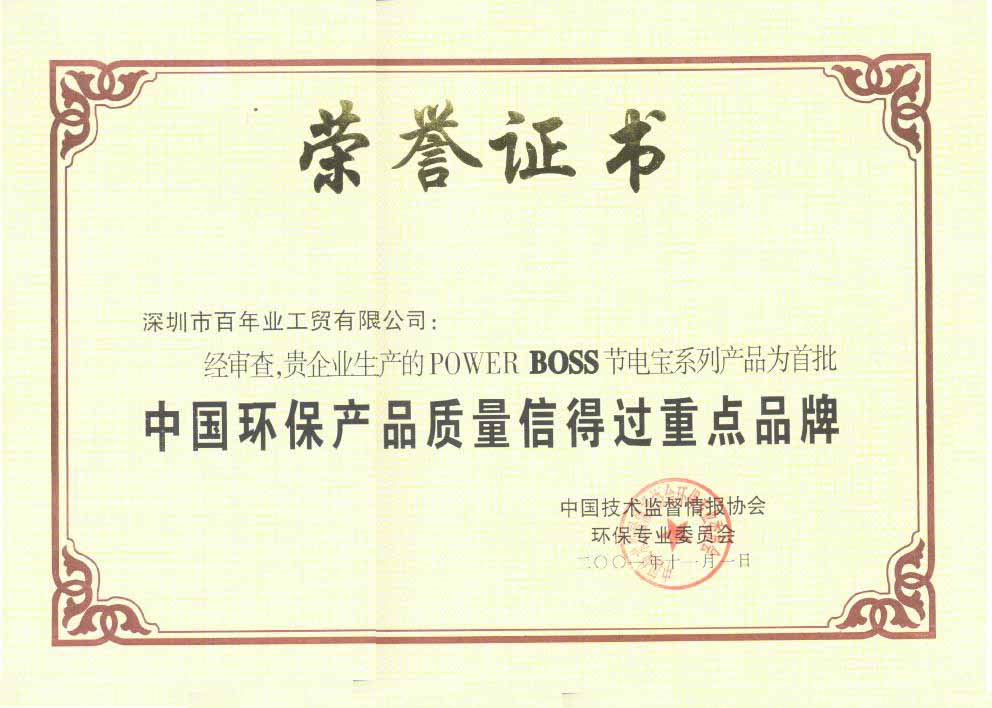 荣誉证书
深圳市百年业工贸有限公司：
经审查，贵企业生产的POWER BOSS节电宝系列产品为首批
中国环保产品质量信得过重点品牌
中国技术监督情报协会
环保专业委员会
二〇〇一年十一月一日